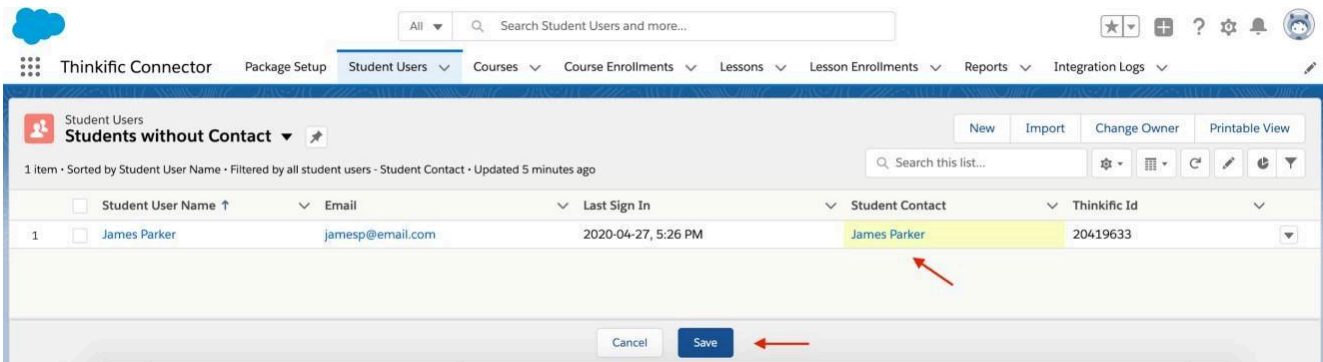 All Search Student Users and more...
Thinkific Connector Package Setup Student Users Courses Course Enrollments Lessons Lesson Enrollments Reports Integration Logs
Student Users
Students without Contact
New Import Change Owner Printable View
1 item • Sorted by Student User Name • Filtered by all student users - Student Contact • Updated 5 minutes ago
Search this list...
Student User Name ↑ Email Last Sign In Student Contact Thinkific Id
1 James Parker jamesp@email.com 2020-04-27, 5:26 PM James Parker 20419633
Cancel Save